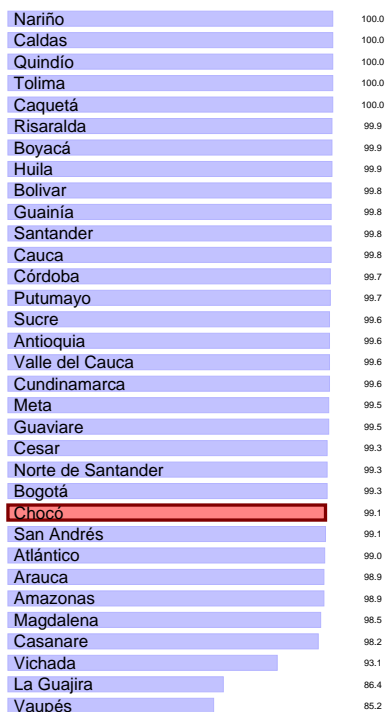 Nariño 100.0
Caldas 100.0
Quindío 100.0
Tolima 100.0
Caquetá 100.0
Risaralda 99.9
Boyacá 99.9
Huila 99.9
Bolivar 99.8
Guainía 99.8
Santander 99.8
Cauca 99.8
Córdoba 99.7
Putumayo 99.7
Sucre 99.6
Antioquia 99.6
Valle del Cauca 99.6
Cundinamarca 99.6
Meta 99.5
Guaviare 99.5
Cesar 99.3
Norte de Santander 99.3
Bogotá 99.3
Chocó 99.1
San Andrés 99.1
Atlántico 99.0
Arauca 98.9
Amazonas 98.9
Magdalena 98.5
Casanare 98.2
Vichada 93.1
La Guajira 86.4
Vaupés 85.2